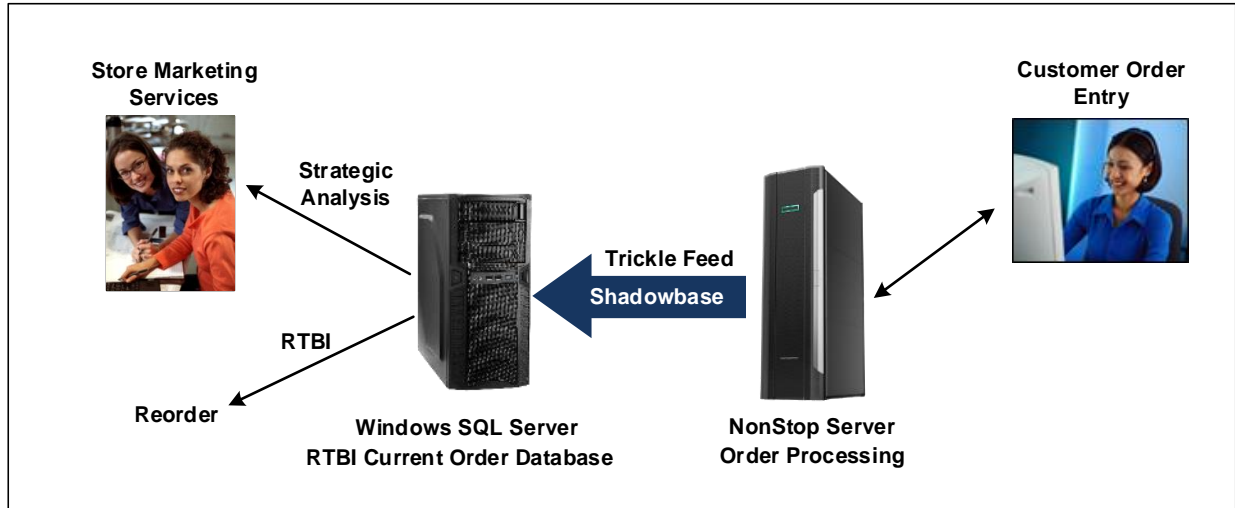 Store Marketing
Services
Customer Order
Entry
Strategic
Analysis
Trickle Feed
Shadowbase
RTBI
Reorder
Windows SQL Server
RTBI Current Order Database
NonStop Server
Order Processing